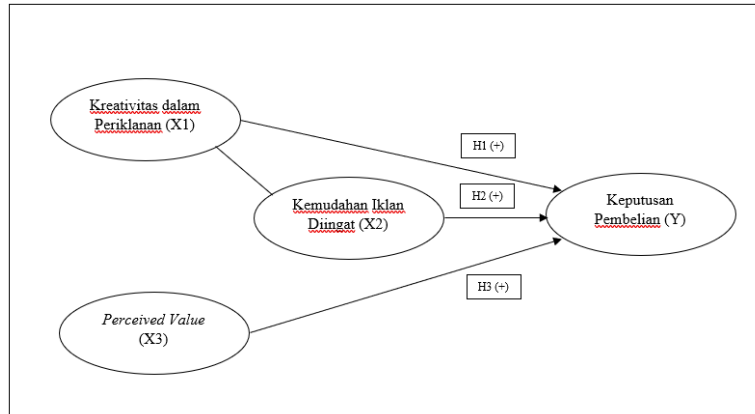 Kreativitas dalam
Periklanan (X1)
H1 (+)
H2 (+)
Kemudahan Iklan
Diingat (X2)
Keputusan
Pembelian (Y)
H3 (+)
Perceived Value
(X3)